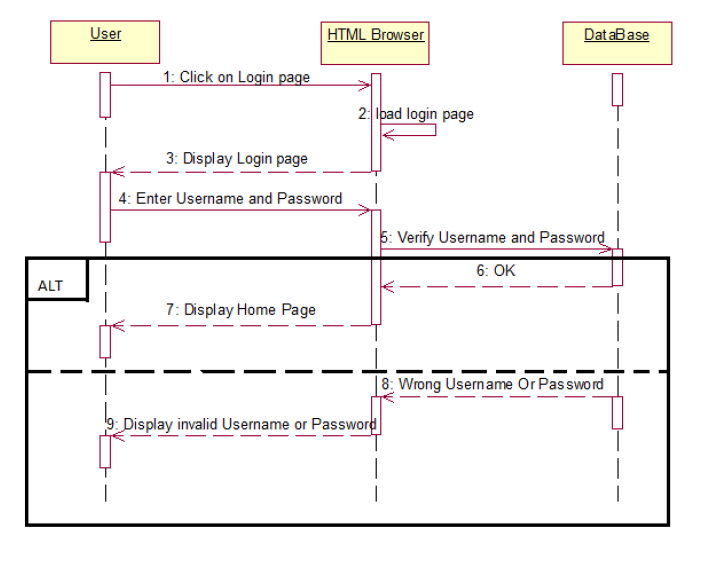 User
HTML Browser
DataBase
1: Click on Login page
2: load login page
3: Display Login page
4: Enter Username and Password
5: Verify Username and Password
6: OK
ALT
7: Display Home Page
8: Wrong Username Or Password
9: Display invalid Username or Password